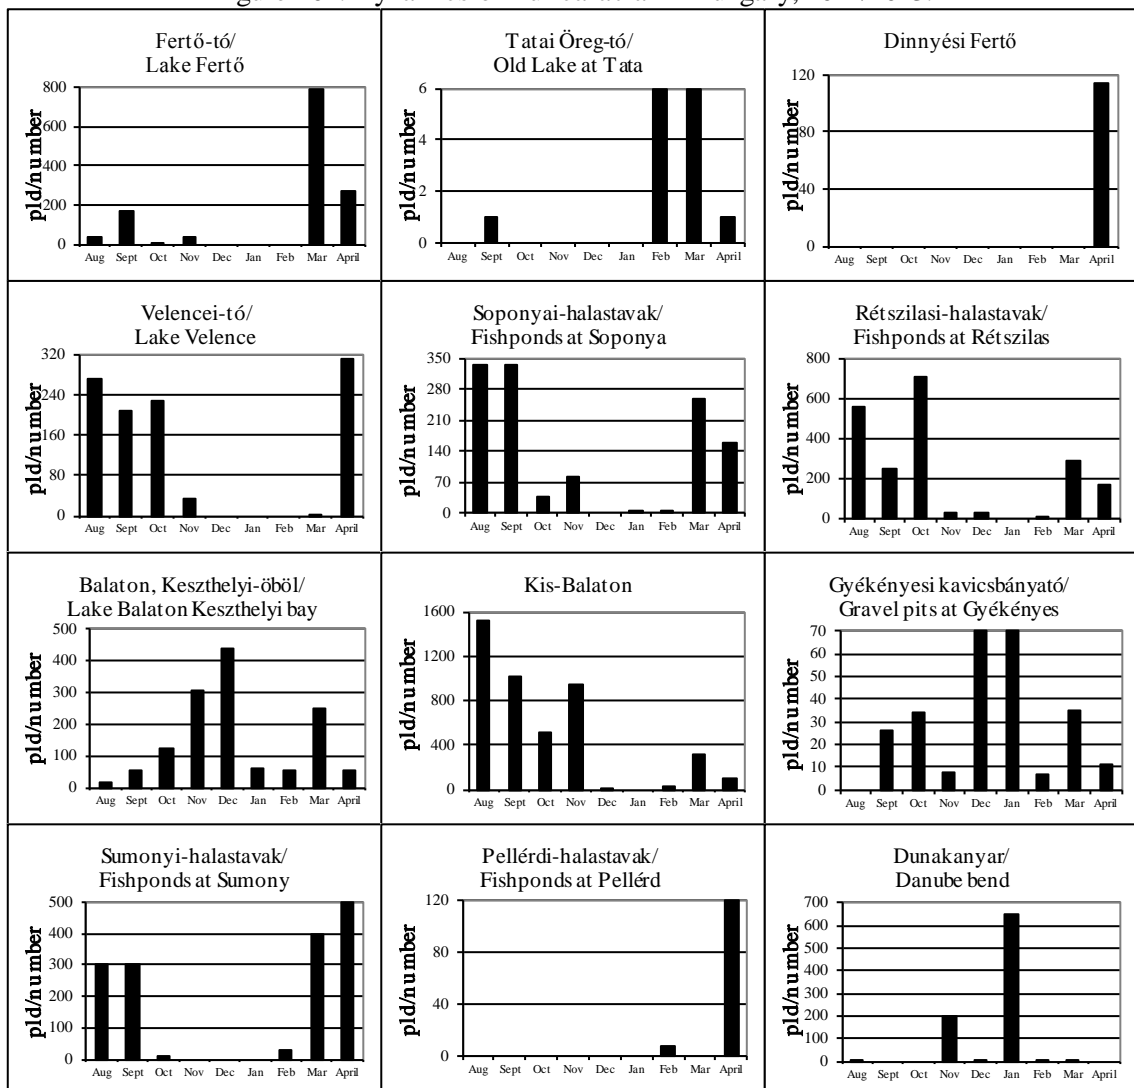 Fertő-tó/
Lake Fertő
pld/number
800
600
400
200
0
Aug Sept Oct Nov Dec Jan Feb Mar April
Tatai Öreg-tó/
Old Lake at Tata
pld/number
6
4
2
0
Aug Sept Oct Nov Dec Jan Feb Mar April
Dinnyési Fertő
pld/number
120
80
40
0
Aug Sept Oct Nov Dec Jan Feb Mar April
Velencei-tó/
Lake Velence
pld/number
320
240
160
80
0
Aug Sept Oct Nov Dec Jan Feb Mar April
Soponyai-halastavak/
Fishponds at Soponya
pld/number
350
280
210
140
70
0
Aug Sept Oct Nov Dec Jan Feb Mar April
Rétszilasi-halastavak/
Fishponds at Rétszilas
pld/number
800
600
400
200
0
Aug Sept Oct Nov Dec Jan Feb Mar April
Balaton, Keszthelyi-öböl/
Lake Balaton Keszthelyi bay
pld/number
500
400
300
200
100
0
Aug Sept Oct Nov Dec Jan Feb Mar April
Kis-Balaton
pld/number
1600
1200
800
400
0
Aug Sept Oct Nov Dec Jan Feb Mar April
Gyékényesi kavicsbányató/
Gravel pits at Gyékényes
pld/number
70
60
50
40
30
20
10
0
Aug Sept Oct Nov Dec Jan Feb Mar April
Sumonyi-halastavak/
Fishponds at Sumony
pld/number
500
400
300
200
100
0
Aug Sept Oct Nov Dec Jan Feb Mar April
Pellérdi-halastavak/
Fishponds at Pellérd
pld/number
120
80
40
0
Aug Sept Oct Nov Dec Jan Feb Mar April
Dunakanyar/
Danube bend
pld/number
700
600
500
400
300
200
100
0
Aug Sept Oct Nov Dec Jan Feb Mar April